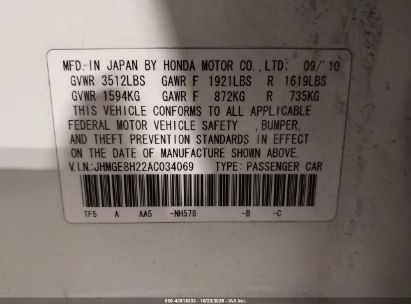 MFD. IN JAPAN BY HONDA MOTOR CO., LTD: 09/'10
GVWR 3512LBS GAWR F 1921LBS R 1619LBS
GVWR 1594KG GAWR F 872KG R 735KG
THIS VEHICLE CONFORMS TO ALL APPLICABLE
FEDERAL MOTOR VEHICLE SAFETY ,BUMPER,
AND THEFT PREVENTION STANDARDS IN EFFECT
ON THE DATE OF MANUFACTURE SHOWN ABOVE.
V.I.N.:JHMGE8H22AC034069 TYPE: PASSENGER CAR
TF5 A AA5 -NH578 -B -C